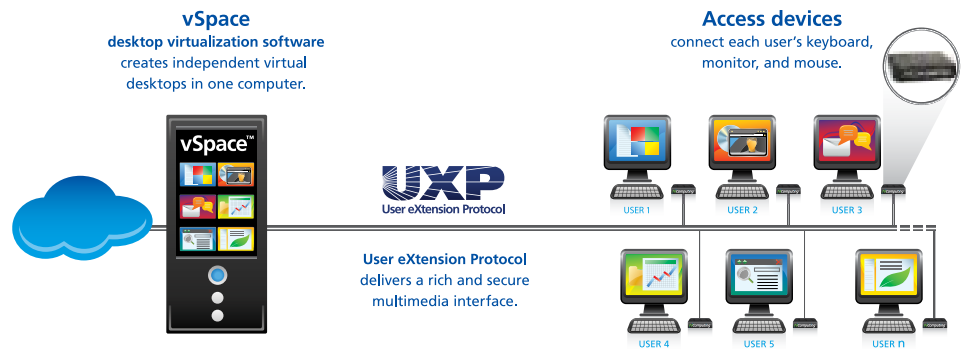 vSpace
desktop virtualization software
creates independent virtual
desktops in one computer.
Access devices
connect each user's keyboard,
monitor, and mouse.
vSpace™
UXP
User eXtension Protocol
User eXtension Protocol
delivers a rich and secure
multimedia interface.
USER 1
USER 2
USER 3
USER 4
USER 5
USER n